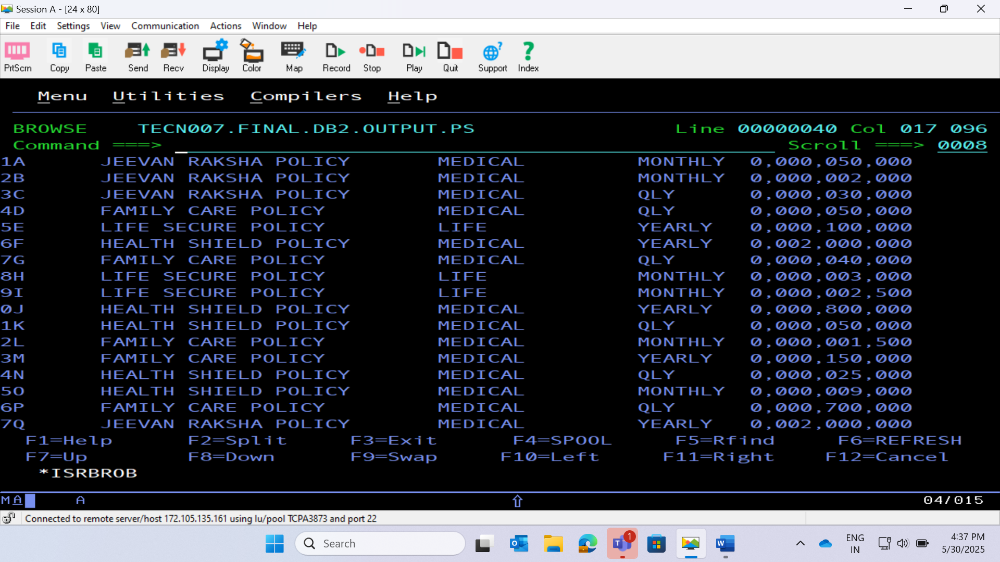 Session A - [24 x 80]
File Edit Settings View Communication Actions Window Help
PrtScrn Copy Paste Send Recv Display Color Map Record Stop Play Quit Support Index
Menu Utilities Compilers Help
BROWSE TECN007.FINAL.DB2.OUTPUT.PS Line 00000040 Col 017 096
Command ===> Scroll ===> 0008
1A JEEVAN RAKSHA POLICY MEDICAL MONTHLY 0,000,050,000
2B JEEVAN RAKSHA POLICY MEDICAL MONTHLY 0,000,002,000
3C JEEVAN RAKSHA POLICY MEDICAL QLY 0,000,030,000
4D FAMILY CARE POLICY MEDICAL QLY 0,000,050,000
5E LIFE SECURE POLICY LIFE YEARLY 0,000,100,000
6F HEALTH SHIELD POLICY MEDICAL YEARLY 0,002,000,000
7G FAMILY CARE POLICY MEDICAL QLY 0,000,040,000
8H LIFE SECURE POLICY LIFE MONTHLY 0,000,003,000
9I LIFE SECURE POLICY LIFE MONTHLY 0,000,002,500
0J HEALTH SHIELD POLICY MEDICAL YEARLY 0,000,800,000
1K HEALTH SHIELD POLICY MEDICAL QLY 0,000,050,000
2L FAMILY CARE POLICY MEDICAL MONTHLY 0,000,001,500
3M FAMILY CARE POLICY MEDICAL YEARLY 0,000,150,000
4N HEALTH SHIELD POLICY MEDICAL QLY 0,000,025,000
5O HEALTH SHIELD POLICY MEDICAL MONTHLY 0,000,009,000
6P FAMILY CARE POLICY MEDICAL QLY 0,000,700,000
7Q JEEVAN RAKSHA POLICY MEDICAL YEARLY 0,002,000,000
F1=Help F2=Split F3=Exit F4=SPOOL F5=Rfind F6=REFRESH
F7=Up F8=Down F9=Swap F10=Left F11=Right F12=Cancel
*ISRBROB
MA A 04/015
Connected to remote server/host 172.105.135.161 using lu/pool TCPA3873 and port 22
Search
1
ENG
IN
4:37 PM
5/30/2025